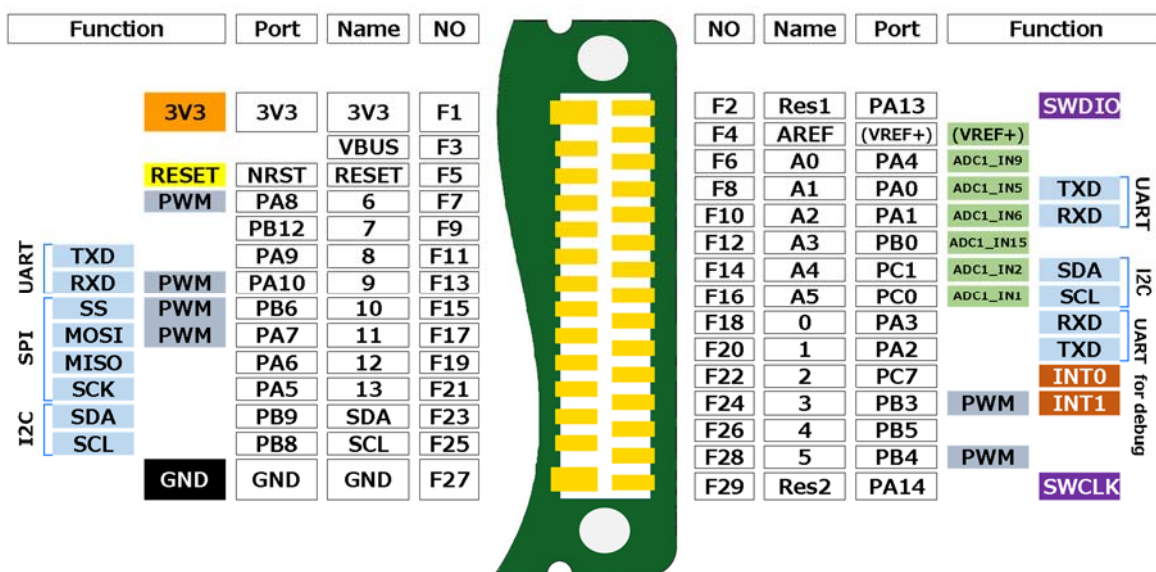 Function Port Name NO
3V3 3V3 3V3 F1
VBUS F3
RESET NRST RESET F5
PWM PA8 6 F7
PB12 7 F9
UART
TXD PA9 8 F11
RXD PWM PA10 9 F13
SPI
SS PWM PB6 10 F15
MOSI PWM PA7 11 F17
MISO PA6 12 F19
SCK PA5 13 F21
I2C
SDA PB9 SDA F23
SCL PB8 SCL F25
GND GND GND F27
NO Name Port Function
F2 Res1 PA13 SWDIO
F4 AREF (VREF+) (VREF+)
F6 A0 PA4 ADC1_IN9
F8 A1 PA0 ADC1_IN5 TXD
F10 A2 PA1 ADC1_IN6 RXD
UART
F12 A3 PB0 ADC1_IN15
F14 A4 PC1 ADC1_IN2 SDA
F16 A5 PC0 ADC1_IN1 SCL
I2C
F18 0 PA3 RXD
F20 1 PA2 TXD
UART for debug
F22 2 PC7 INT0
F24 3 PB3 PWM INT1
F26 4 PB5
F28 5 PB4 PWM
F29 Res2 PA14 SWCLK